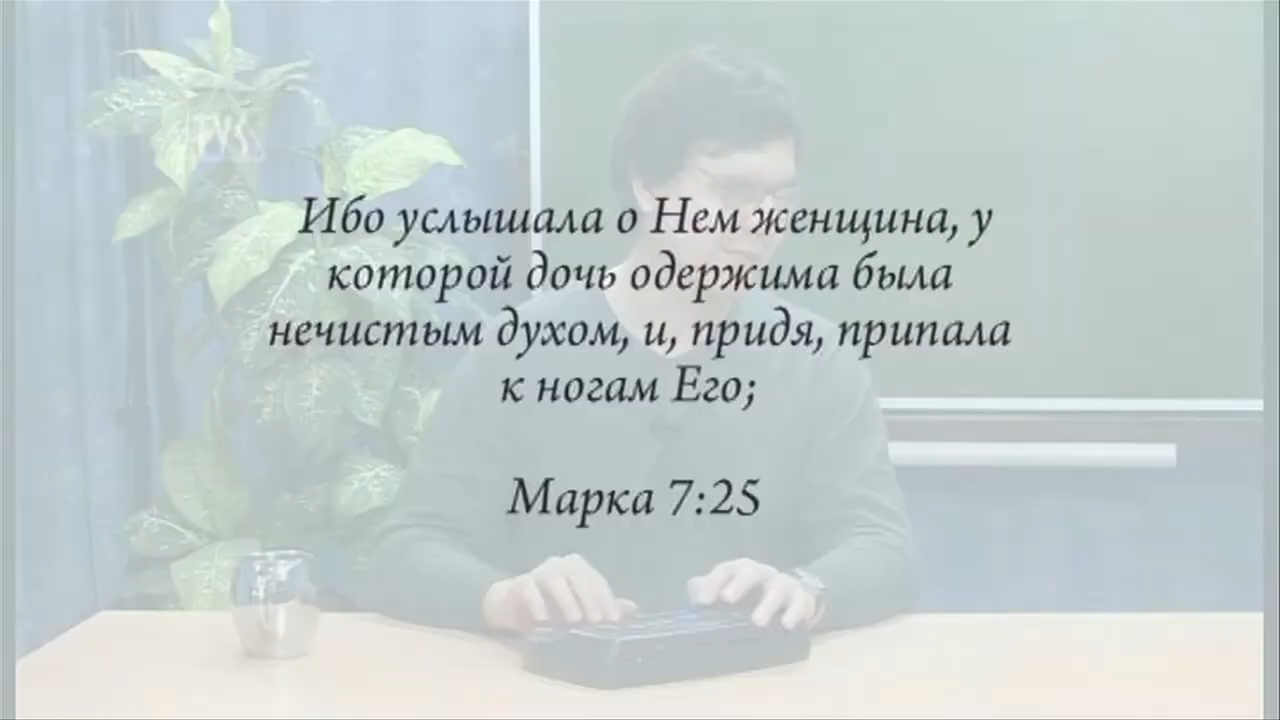 Ибо услышала о Нем женщина, у
которой дочь одержима была
нечистым духом, и, придя, припала
к ногам Его;
Марка 7:25